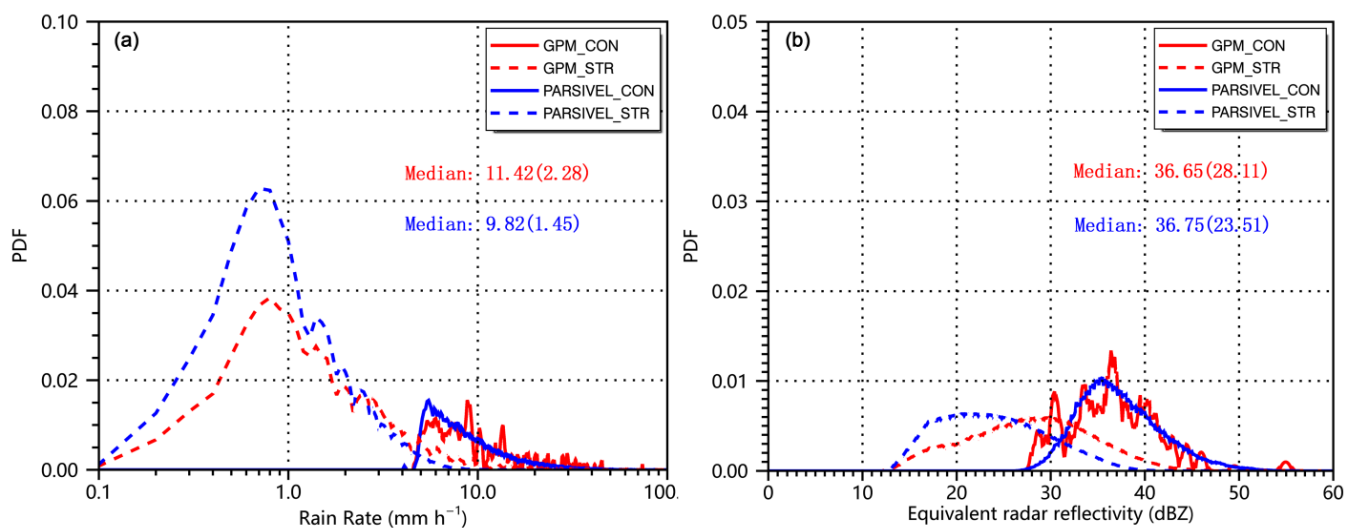 (a)
GPM_CON
GPM_STR
PARSIVEL_CON
PARSIVEL_STR
Median: 11.42(2.28)
Median: 9.82(1.45)
0.10
0.08
0.06
0.04
0.02
0.00
PDF
0.1
1.0
10.0
100.
Rain Rate (mm h⁻¹)
(b)
GPM_CON
GPM_STR
PARSIVEL_CON
PARSIVEL_STR
Median: 36.65(28.11)
Median: 36.75(23.51)
0.05
0.04
0.03
0.02
0.01
0.00
PDF
0
10
20
30
40
50
60
Equivalent radar reflectivity (dBZ)